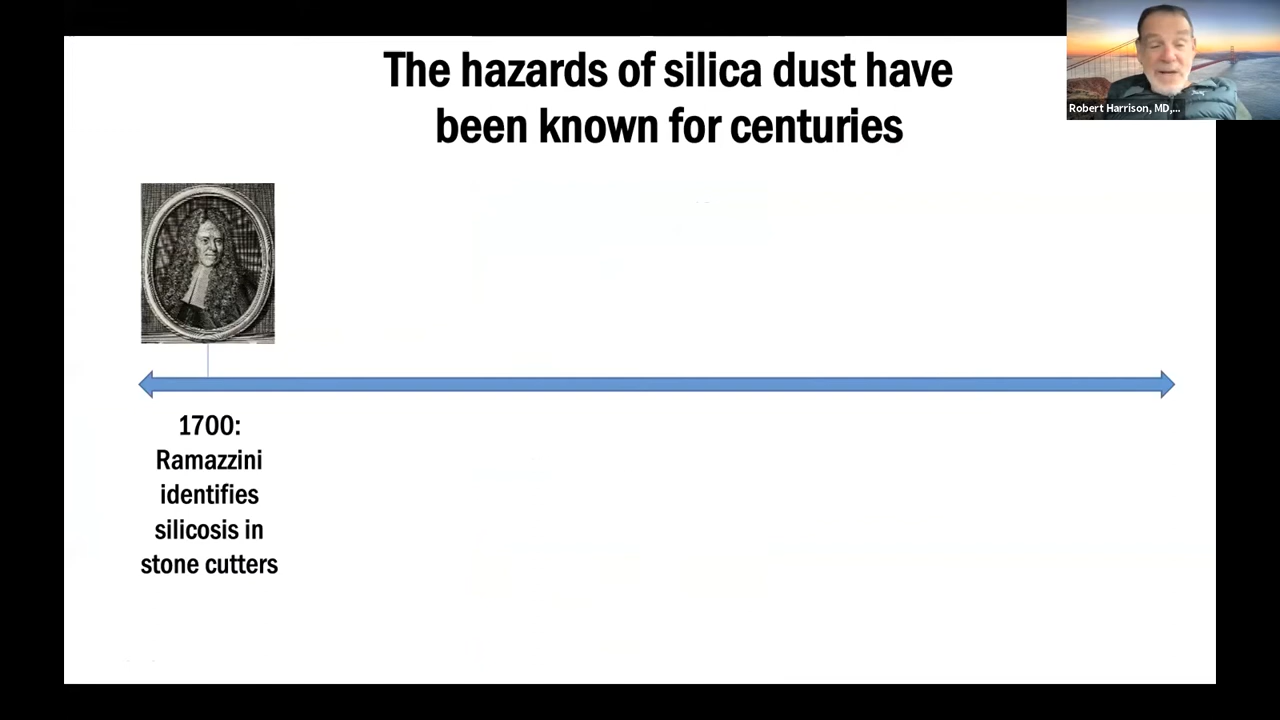 The hazards of silica dust have
been known for centuries
Robert Harrison, MD,...
1700:
Ramazzini
identifies
silicosis in
stone cutters